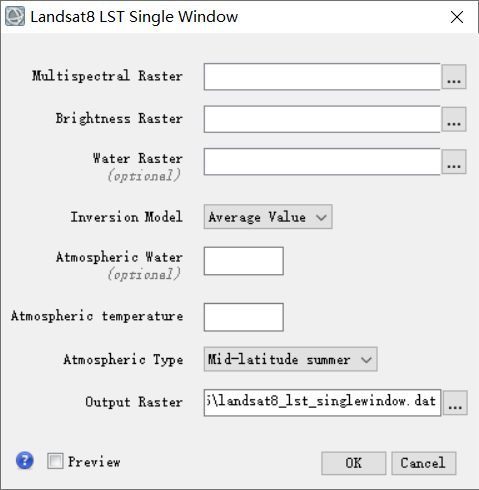 Landsat8 LST Single Window
Multispectral Raster ...
Brightness Raster ...
Water Raster ...
(optional)
Inversion Model Average Value
Atmospheric Water
(optional)
Atmospheric temperature
Atmospheric Type Mid-latitude summer
Output Raster \landsat8_lst_singlewindow.dat ...
? Preview OK Cancel